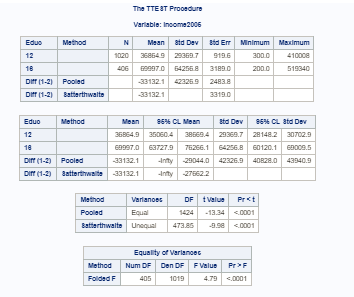 The TTEST Procedure
Variable: Income2005
Educ Method N Mean Std Dev Std Err Minimum Maximum
12 1020 36864.9 29369.7 919.6 300.0 410008
16 406 69997.0 64256.8 3189.0 200.0 519340
Diff (1-2) Pooled -33132.1 42326.9 2483.8
Diff (1-2) Satterthwaite -33132.1 3319.0
Educ Method Mean 95% CL Mean Std Dev 95% CL Std Dev
12 36864.9 35060.4 38669.4 29369.7 28148.2 30702.9
16 69997.0 63727.9 76266.1 64256.8 60120.1 69009.5
Diff (1-2) Pooled -33132.1 -Infty -29044.0 42326.9 40828.0 43940.9
Diff (1-2) Satterthwaite -33132.1 -Infty -27662.2
Method Variances DF t Value Pr < t
Pooled Equal 1424 -13.34 <.0001
Satterthwaite Unequal 473.85 -9.98 <.0001
Equality of Variances
Method Num DF Den DF F Value Pr > F
Folded F 405 1019 4.79 <.0001